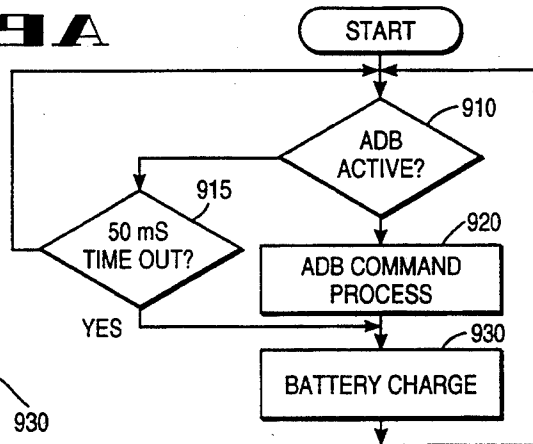 START
910
ADB
ACTIVE?
915
50 mS
TIME OUT?
920
ADB COMMAND
PROCESS
YES
930
BATTERY CHARGE
930